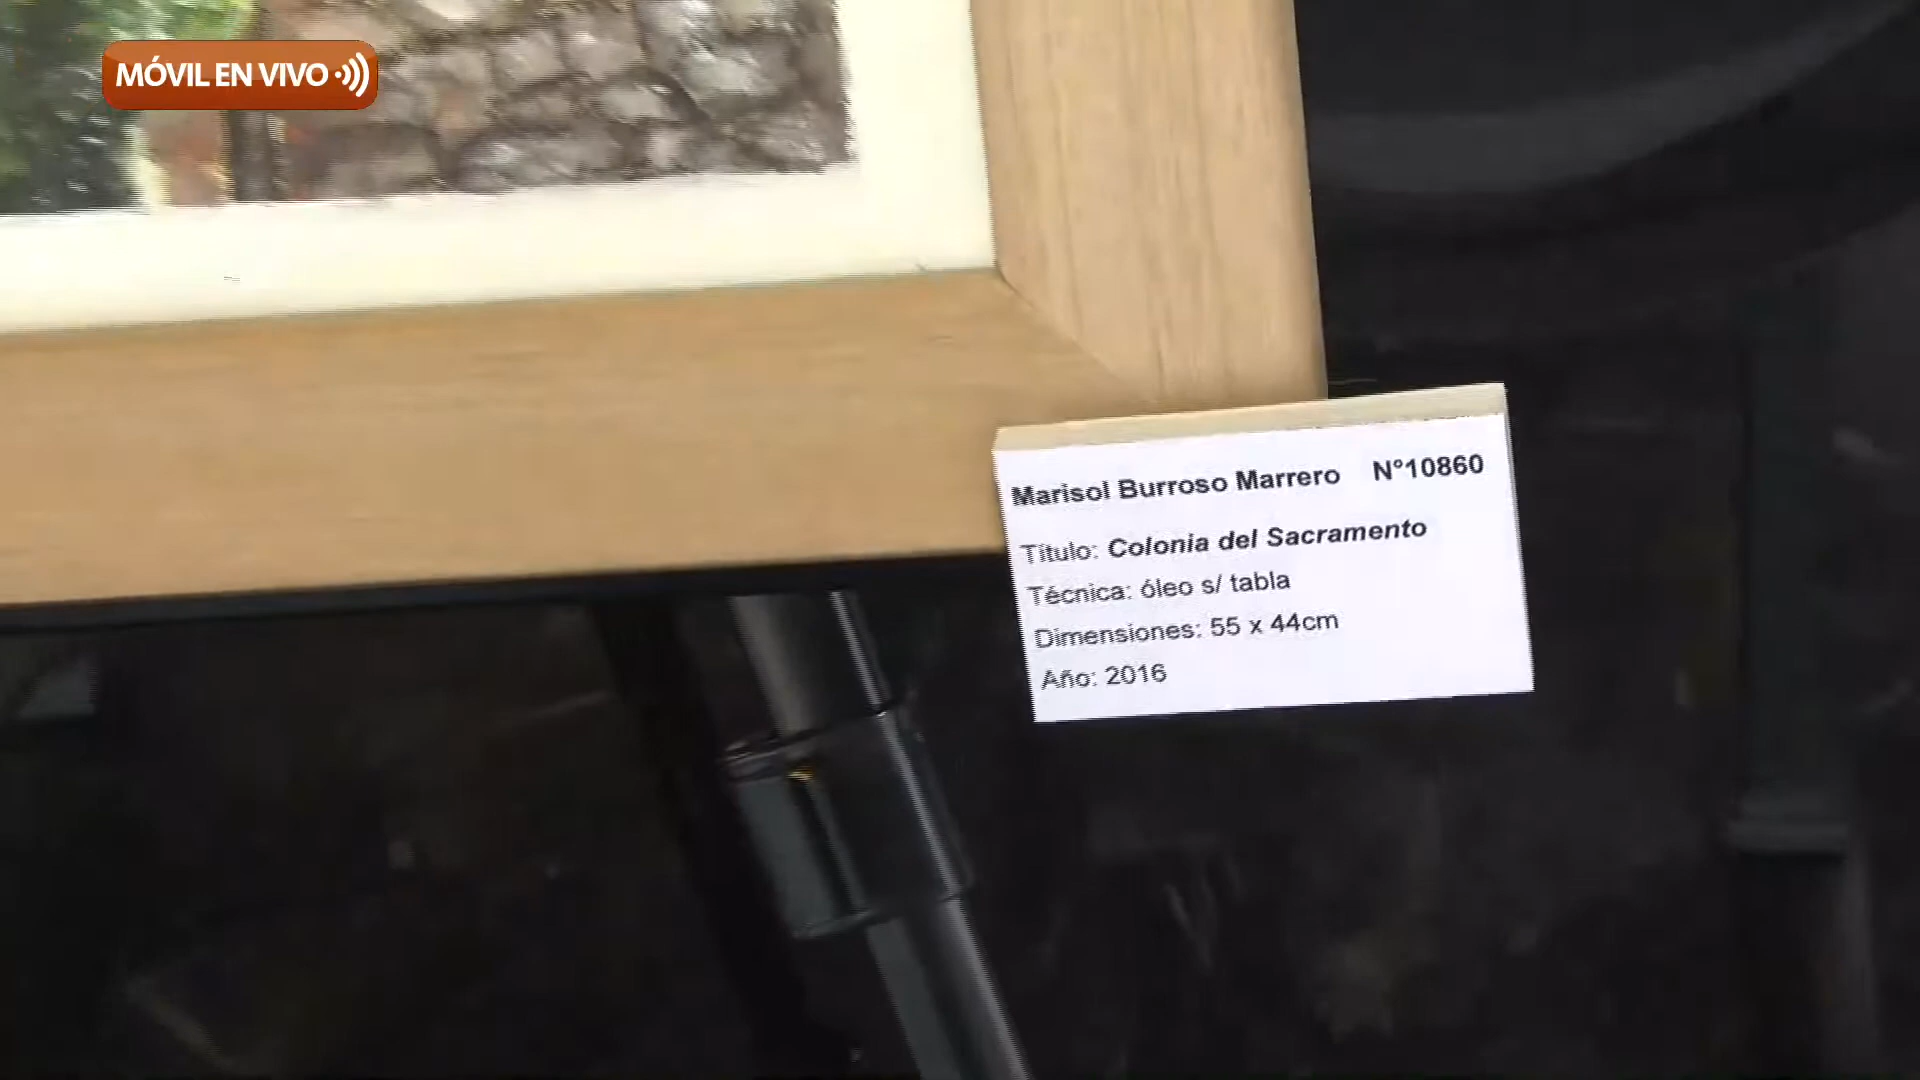 MÓVIL EN VIVO
Marisol Burroso Marrero N°10860
Título: Colonia del Sacramento
Técnica: óleo s/ tabla
Dimensiones: 55 x 44cm
Año: 2016